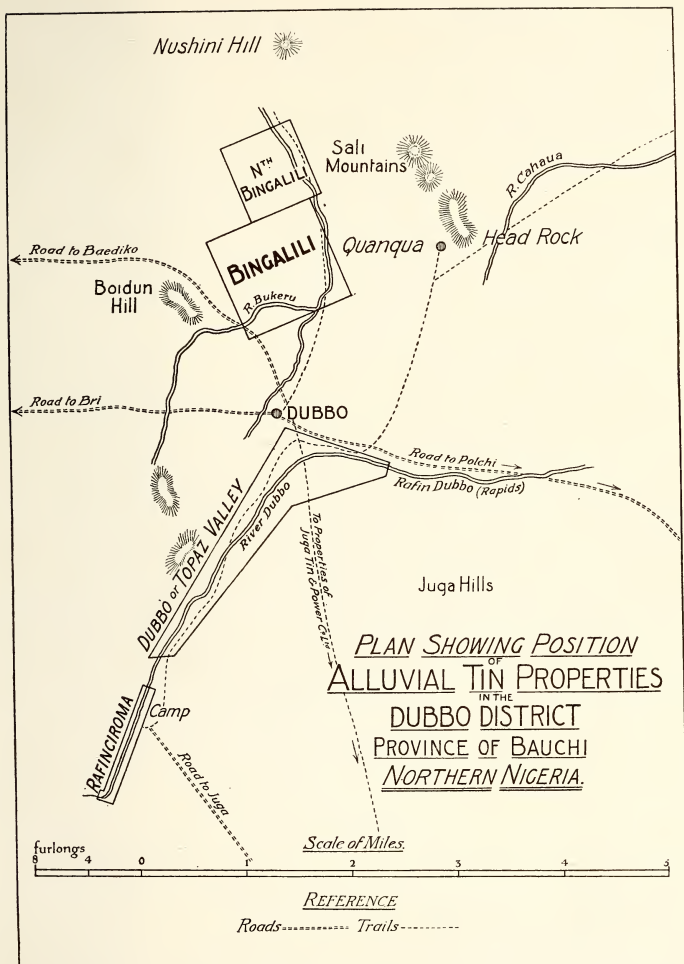 Nushini Hill
Sali
Mountains
R. Cahaua
NTH
BINGALILI
Quanqua
Head Rock
Road to Baediko
BINGALILI
Boidun
Hill
R. Bukeru
Road to Bri
DUBBO
Road to Polchi
Rafin Dubbo (Rapids)
DUBBO or TOPAZ VALLEY
River Dubbo
To Properties of
Juga Tin & Power Co Ltd
Juga Hills
PLAN SHOWING POSITION
OF
ALLUVIAL TIN PROPERTIES
IN THE
DUBBO DISTRICT
PROVINCE OF BAUCHI
NORTHERN NIGERIA.
RAFINCIROMA
Camp
Road to Juga
Scale of Miles.
furlongs
8 4 0 1 2 3 4 5
REFERENCE
Roads Trails